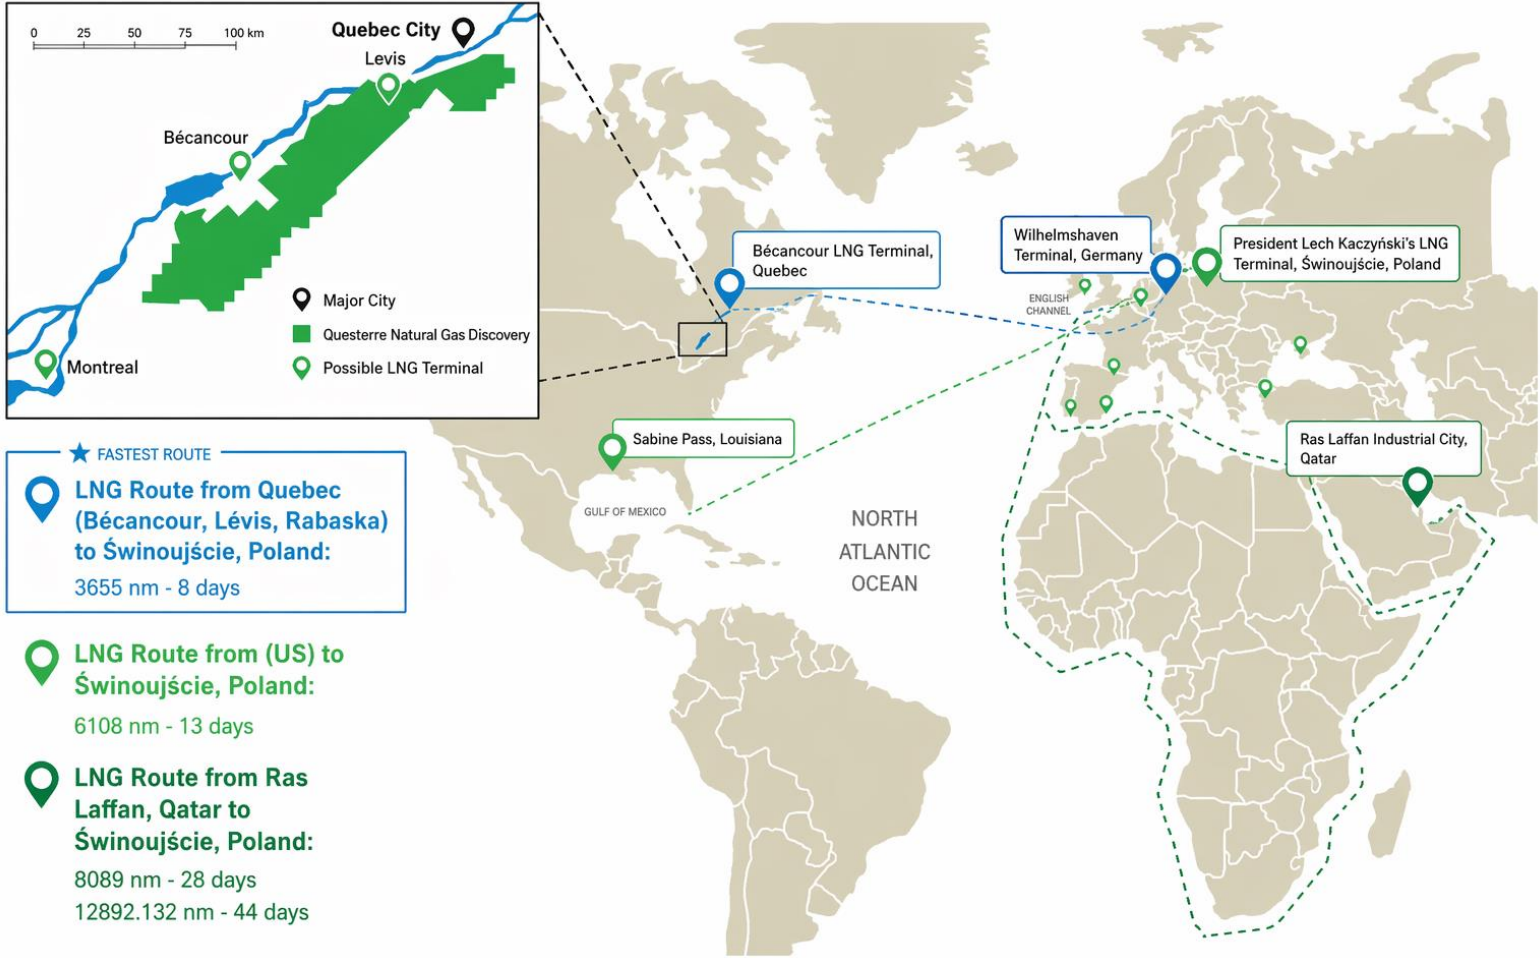 0 25 50 75 100 km
Quebec City
Levis
Bécancour
Major City
Questerre Natural Gas Discovery
Possible LNG Terminal
Montreal
Bécancour LNG Terminal,
Quebec
Wilhelmshaven
Terminal, Germany
President Lech Kaczyński's LNG
Terminal, Świnoujście, Poland
ENGLISH
CHANNEL
Sabine Pass, Louisiana
GULF OF MEXICO
NORTH
ATLANTIC
OCEAN
Ras Laffan Industrial City,
Qatar
FASTEST ROUTE
LNG Route from Quebec
(Bécancour, Lévis, Rabaska)
to Świnoujście, Poland:
3655 nm - 8 days
LNG Route from (US) to
Świnoujście, Poland:
6108 nm - 13 days
LNG Route from Ras
Laffan, Qatar to
Świnoujście, Poland:
8089 nm - 28 days
12892.132 nm - 44 days